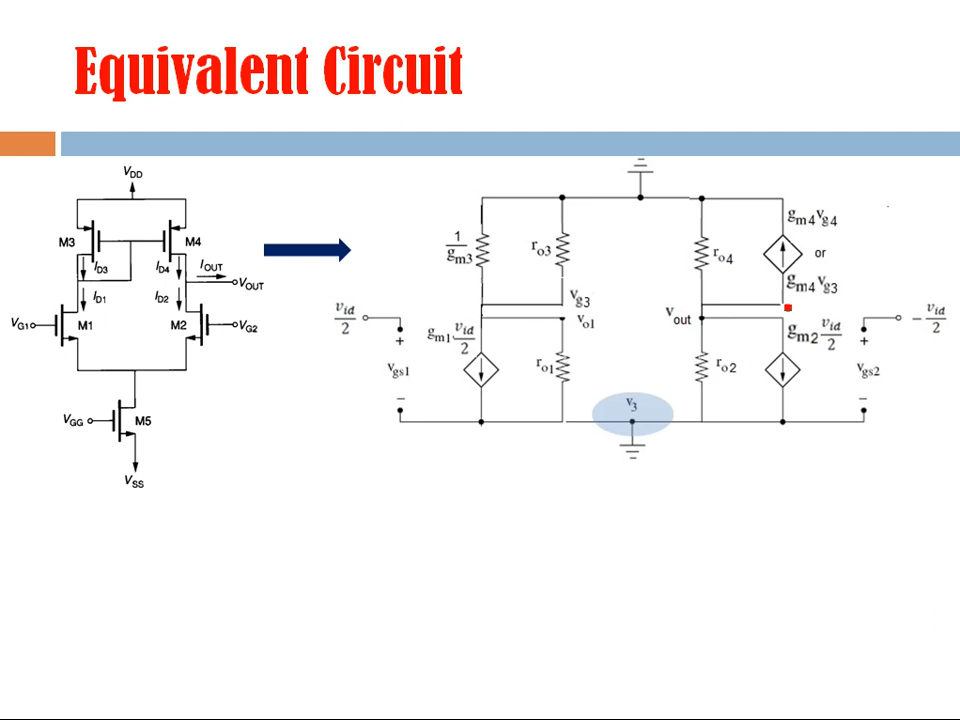 Equivalent Circuit
VDD
M3
M4
ID3
ID4
IOUT
VOUT
ID1
ID2
VG1
M1
M2
VG2
VGG
M5
VSS
1
gm3
ro3
ro4
gm4vg4
or
gm4vg3
vg3
vo1
vout
vid
2
+
vgs1
−
gm1 vid
2
ro1
v3
ro2
gm2 vid
2
+
vgs2
−
− vid
2